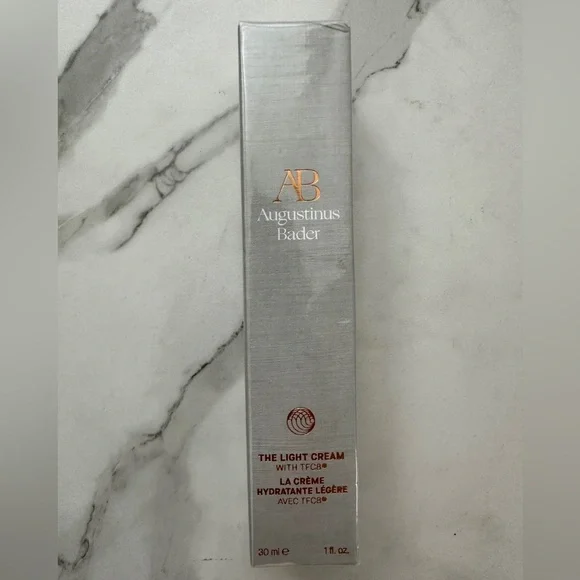 AB
Augustinus
Bader
THE LIGHT CREAM
WITH TFC8®
LA CRÈME
HYDRATANTE LÉGÈRE
AVEC TFC8®
30 ml ℮ 1 fl. oz.